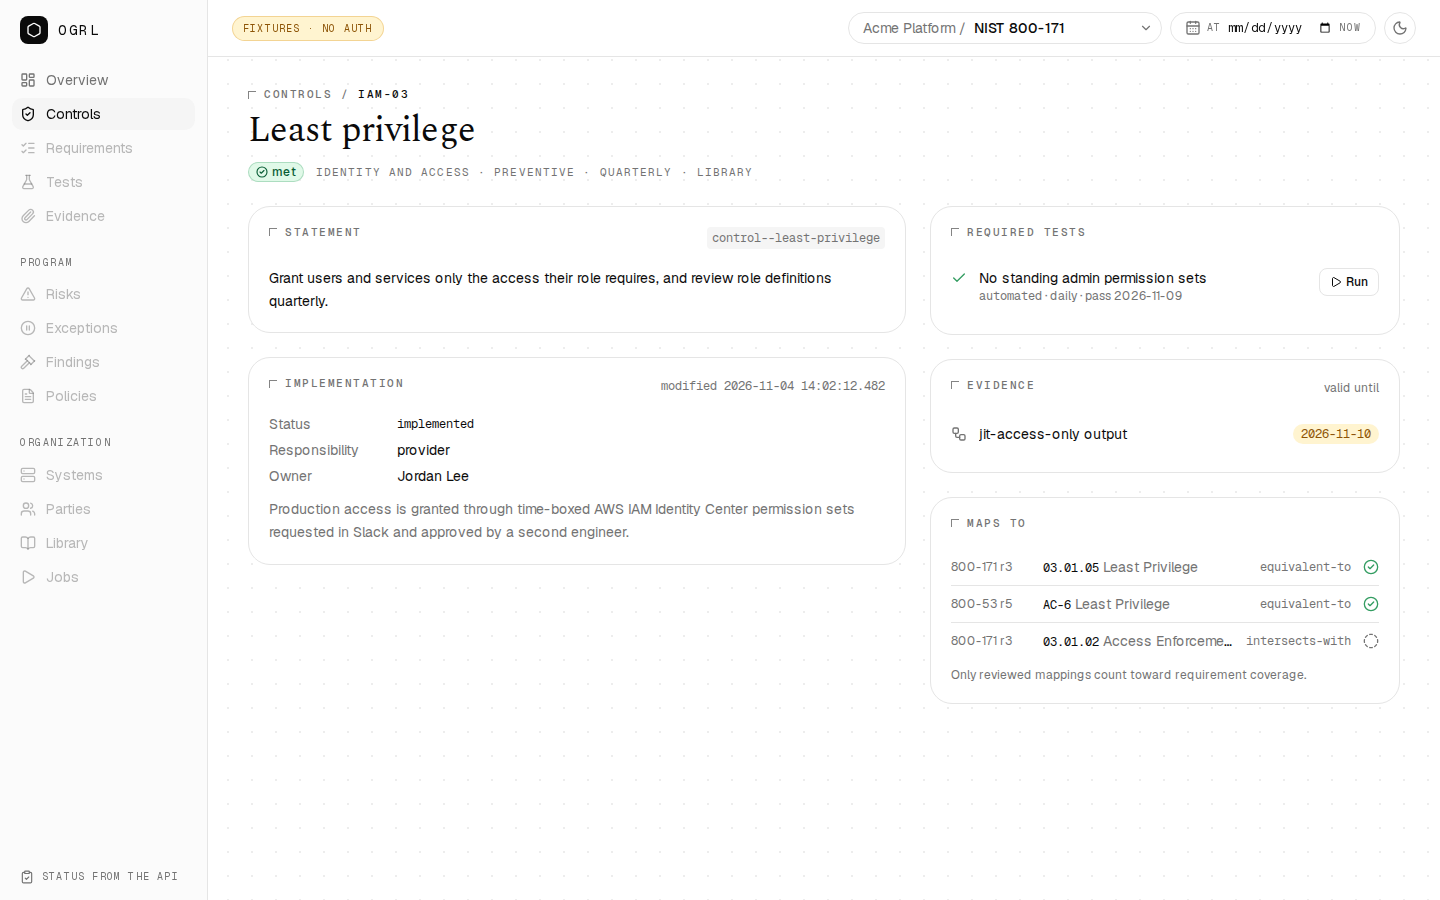 OGRL
Overview
Controls
Requirements
Tests
Evidence
PROGRAM
Risks
Exceptions
Findings
Policies
ORGANIZATION
Systems
Parties
Library
Jobs
STATUS FROM THE API
FIXTURES · NO AUTH
Acme Platform / NIST 800-171
AT mm/dd/yyyy NOW
CONTROLS / IAM-03
Least privilege
met IDENTITY AND ACCESS · PREVENTIVE · QUARTERLY · LIBRARY
STATEMENT
control--least-privilege
Grant users and services only the access their role requires, and review role definitions
quarterly.
IMPLEMENTATION
modified 2026-11-04 14:02:12.482
Status implemented
Responsibility provider
Owner Jordan Lee
Production access is granted through time-boxed AWS IAM Identity Center permission sets
requested in Slack and approved by a second engineer.
REQUIRED TESTS
No standing admin permission sets
automated · daily · pass 2026-11-09
Run
EVIDENCE
valid until
jit-access-only output
2026-11-10
MAPS TO
800-171 r3 03.01.05 Least Privilege equivalent-to
800-53 r5 AC-6 Least Privilege equivalent-to
800-171 r3 03.01.02 Access Enforceme… intersects-with
Only reviewed mappings count toward requirement coverage.